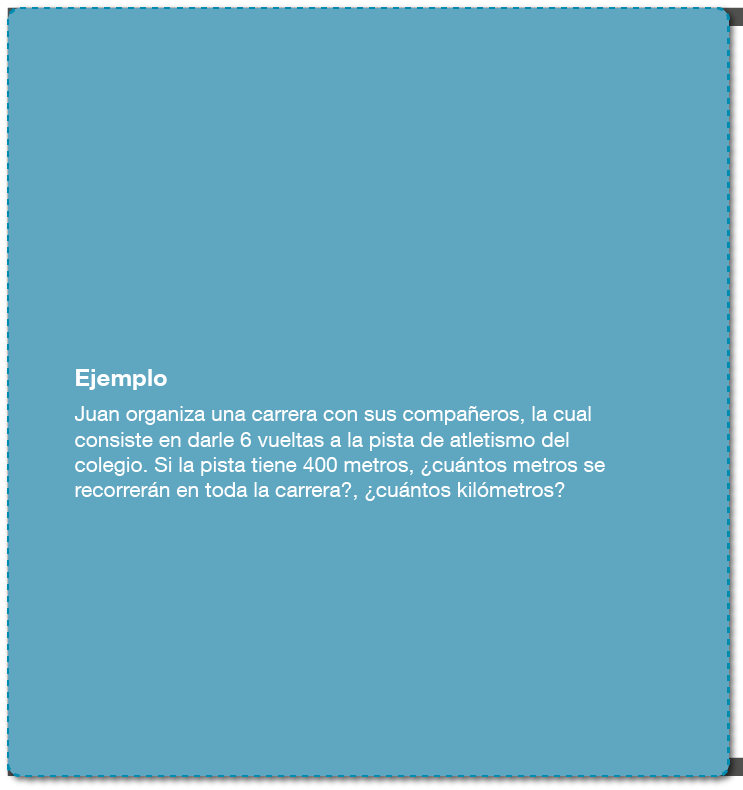 Ejemplo
Juan organiza una carrera con sus compañeros, la cual
consiste en darle 6 vueltas a la pista de atletismo del
colegio. Si la pista tiene 400 metros, ¿cuántos metros se
recorrerán en toda la carrera?, ¿cuántos kilómetros?